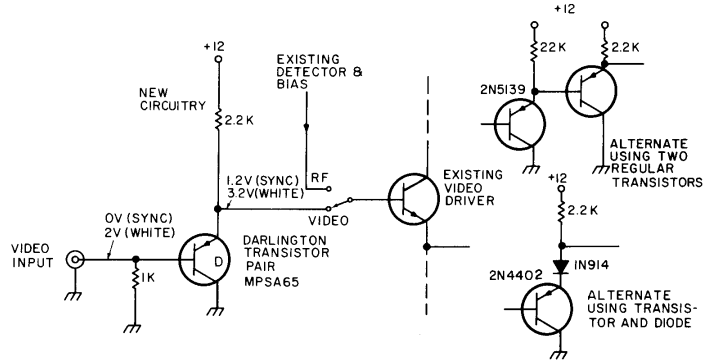 +12
+12
EXISTING
DETECTOR &
BIAS
22K
2.2K
2N5139
NEW
CIRCUITRY
2.2K
ALTERNATE
USING TWO
REGULAR
TRANSISTORS
+12
RF
1.2V (SYNC)
3.2V (WHITE)
EXISTING
VIDEO
DRIVER
VIDEO
2.2K
0V (SYNC)
2V (WHITE)
VIDEO
INPUT
1K
D
DARLINGTON
TRANSISTOR
PAIR
MPSA65
1N914
2N4402
ALTERNATE
USING TRANSIS-
TOR AND DIODE